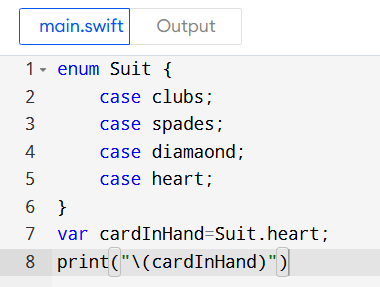 main.swift Output
1 enum Suit {
2 case clubs;
3 case spades;
4 case diamaond;
5 case heart;
6 }
7 var cardInHand=Suit.heart;
8 print("\(cardInHand)")